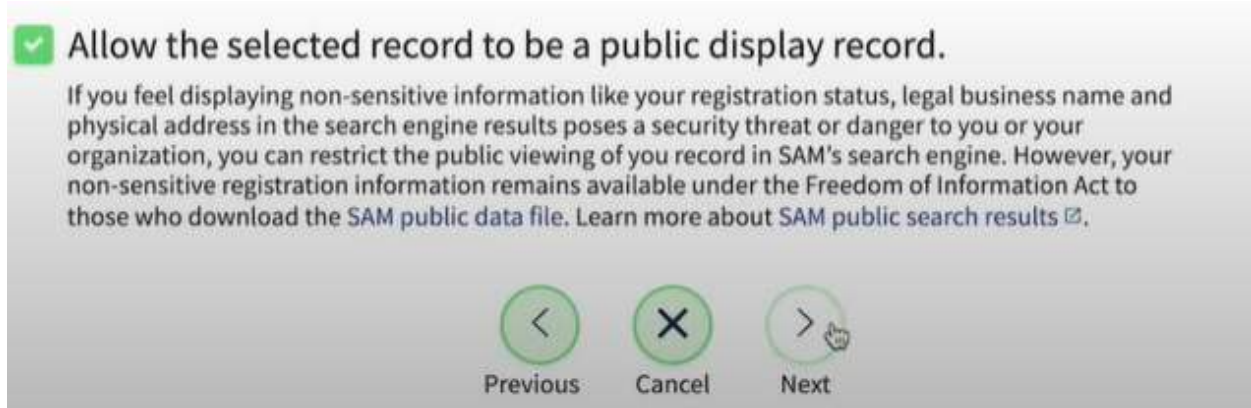 Allow the selected record to be a public display record.
If you feel displaying non-sensitive information like your registration status, legal business name and
physical address in the search engine results poses a security threat or danger to you or your
organization, you can restrict the public viewing of you record in SAM's search engine. However, your
non-sensitive registration information remains available under the Freedom of Information Act to
those who download the SAM public data file. Learn more about SAM public search results.
Previous Cancel Next